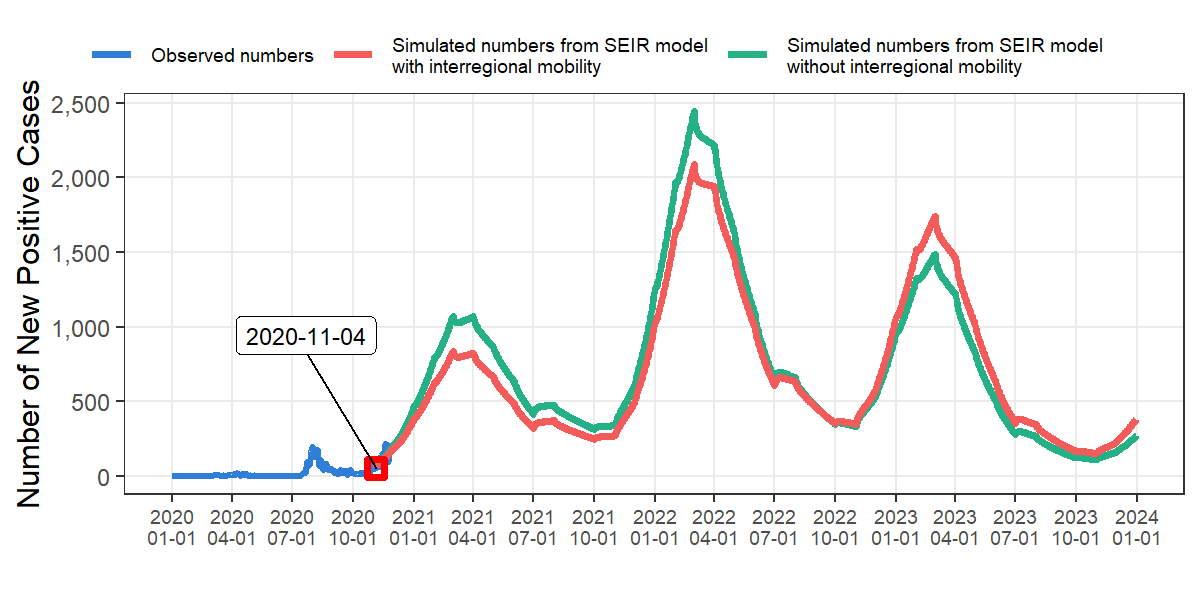 Observed numbers
Simulated numbers from SEIR model
with interregional mobility
Simulated numbers from SEIR model
without interregional mobility
Number of New Positive Cases
2,500
2,000
1,500
1,000
500
0
2020-11-04
2020 2020 2020 2020 2021 2021 2021 2021 2022 2022 2022 2022 2023 2023 2023 2023 2024
01-01 04-01 07-01 10-01 01-01 04-01 07-01 10-01 01-01 04-01 07-01 10-01 01-01 04-01 07-01 10-01 01-01